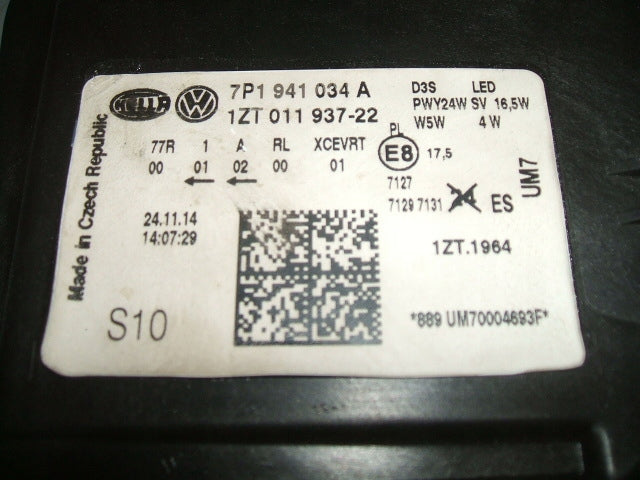 HELLA VW 7P1 941 034 A
1ZT 011 937-22
D3S LED
PWY24W SV 16,5W
W5W 4 W
77R 1 A RL XCEVRT
00 01 02 00 01
PL
E8 17,5
7127
7129 7131 24 ES
UM7
Made in Czech Republic
24.11.14
14:07:29
1ZT.1964
S10
*889 UM70004693F*